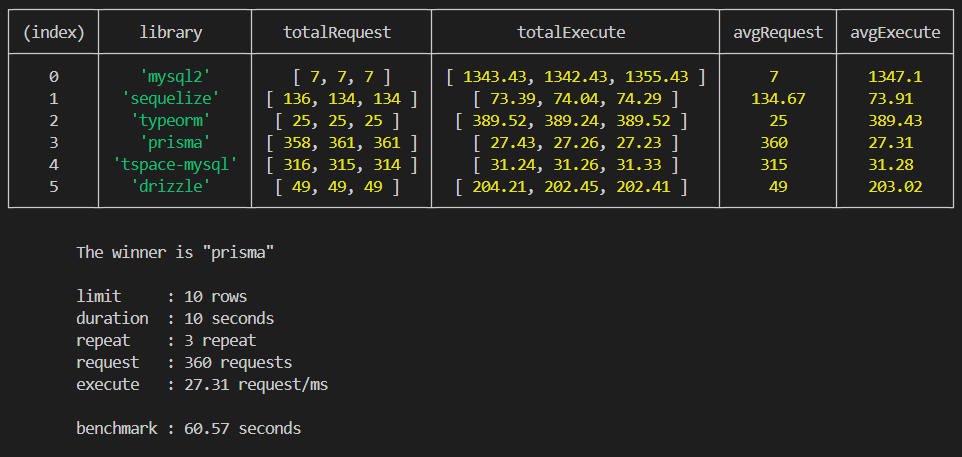 (index) library totalRequest totalExecute avgRequest avgExecute
0 'mysql2' [ 7, 7, 7 ] [ 1343.43, 1342.43, 1355.43 ] 7 1347.1
1 'sequelize' [ 136, 134, 134 ] [ 73.39, 74.04, 74.29 ] 134.67 73.91
2 'typeorm' [ 25, 25, 25 ] [ 389.52, 389.24, 389.52 ] 25 389.43
3 'prisma' [ 358, 361, 361 ] [ 27.43, 27.26, 27.23 ] 360 27.31
4 'tspace-mysql' [ 316, 315, 314 ] [ 31.24, 31.26, 31.33 ] 315 31.28
5 'drizzle' [ 49, 49, 49 ] [ 204.21, 202.45, 202.41 ] 49 203.02
The winner is "prisma"
limit : 10 rows
duration : 10 seconds
repeat : 3 repeat
request : 360 requests
execute : 27.31 request/ms
benchmark : 60.57 seconds